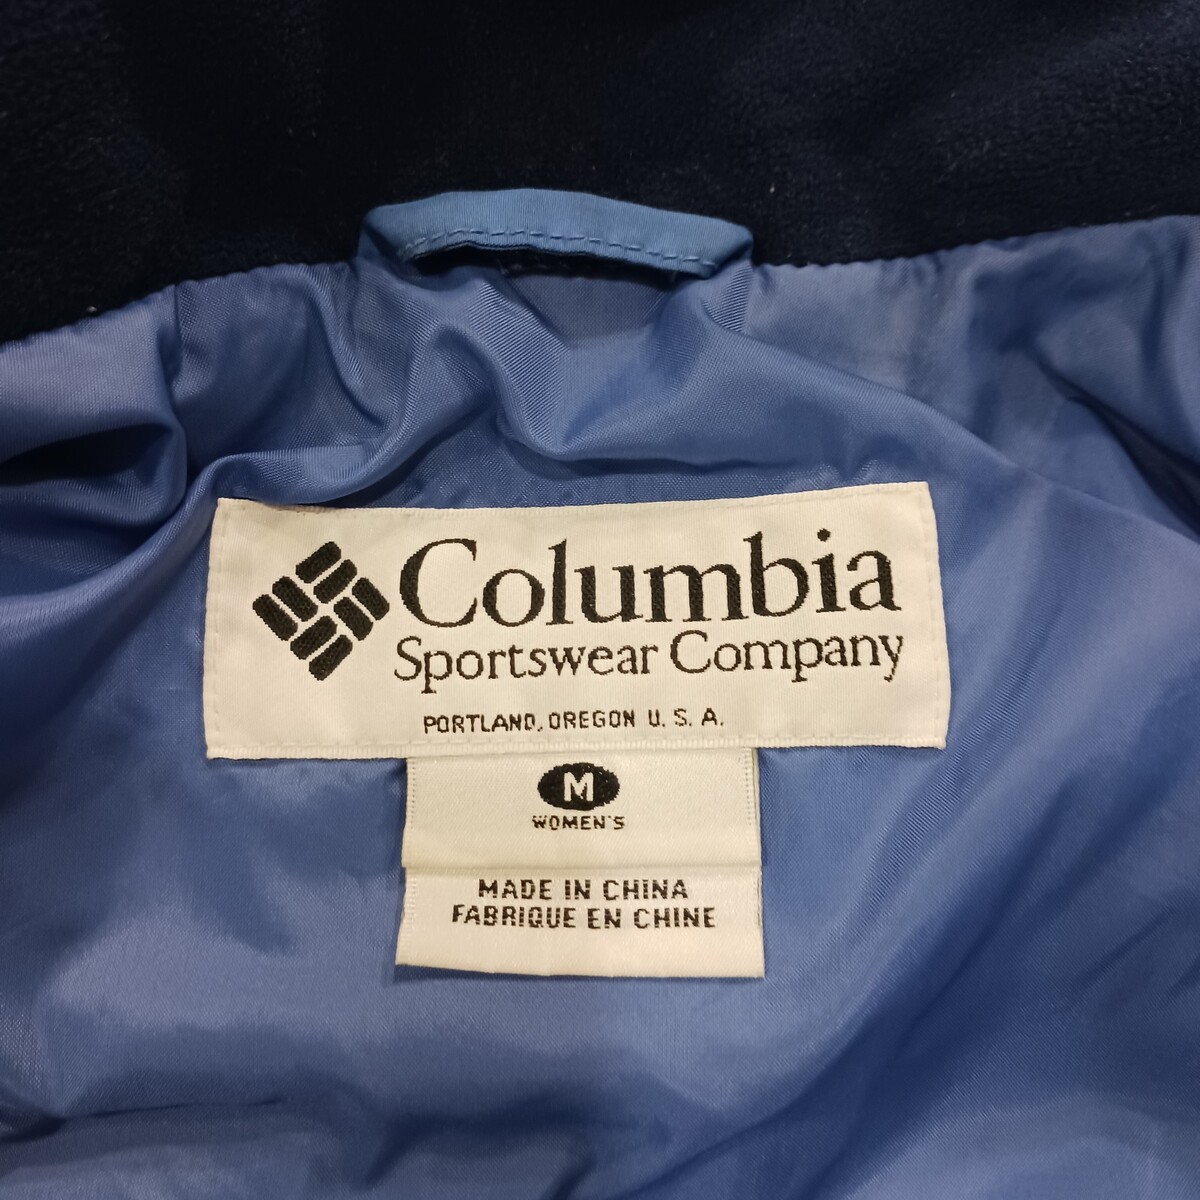 Columbia
Sportswear Company
PORTLAND, OREGON U. S. A.
M
WOMEN'S
MADE IN CHINA
FABRIQUE EN CHINE